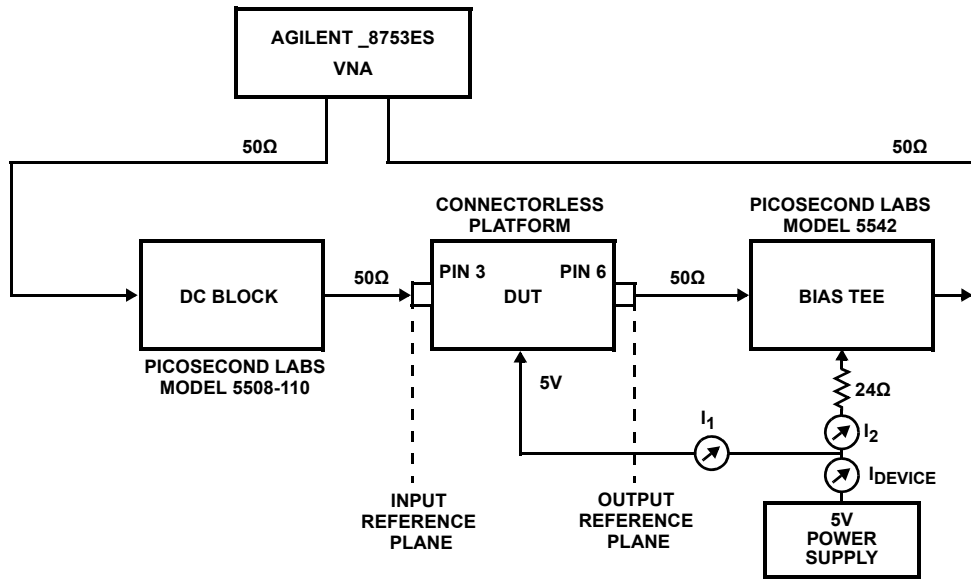 AGILENT _8753ES
VNA
50Ω
50Ω
CONNECTORLESS
PLATFORM
PICOSECOND LABS
MODEL 5542
DC BLOCK
50Ω
PIN 3
PIN 6
DUT
50Ω
BIAS TEE
PICOSECOND LABS
MODEL 5508-110
5V
24Ω
I1
I2
IDEVICE
INPUT
REFERENCE
PLANE
OUTPUT
REFERENCE
PLANE
5V
POWER
SUPPLY